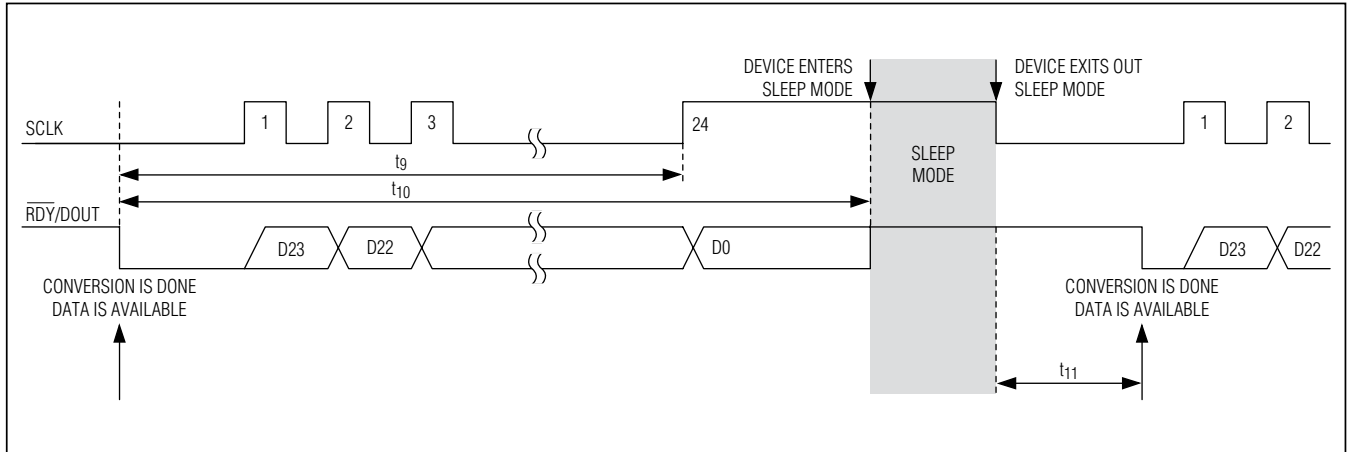 DEVICE ENTERS
SLEEP MODE
DEVICE EXITS OUT
SLEEP MODE
SCLK
1
2
3
24
1
2
SLEEP
MODE
t9
t10
RDY/DOUT
D23
D22
D0
D23
D22
CONVERSION IS DONE
DATA IS AVAILABLE
CONVERSION IS DONE
DATA IS AVAILABLE
t11